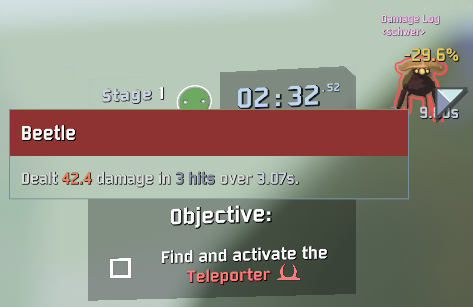 Damage Log
<schwer>
-29.6%
Stage 1
02:32.52
Beetle
Dealt 42.4 damage in 3 hits over 3.07s.
Objective:
Find and activate the
Teleporter